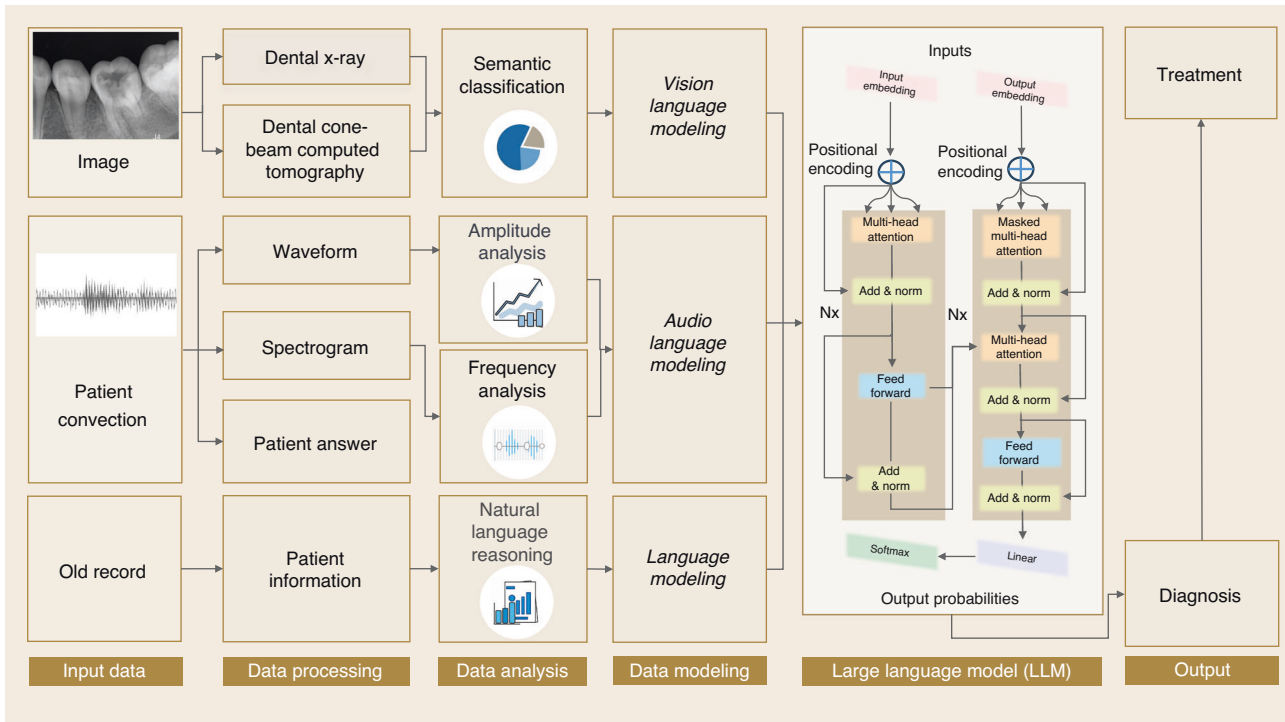 Image
Dental x-ray
Dental cone-
beam computed
tomography
Semantic
classification
Vision
language
modeling
Patient
convection
Waveform
Spectrogram
Patient answer
Amplitude
analysis
Frequency
analysis
Audio
language
modeling
Old record
Patient
information
Natural
language
reasoning
Language
modeling
Inputs
Input
embedding
Output
embedding
Positional
encoding
Positional
encoding
Multi-head
attention
Masked
multi-head
attention
Add & norm
Add & norm
Nx
Nx
Multi-head
attention
Feed
forward
Add & norm
Feed
forward
Add
& norm
Add & norm
Softmax
Linear
Output probabilities
Treatment
Diagnosis
Input data
Data processing
Data analysis
Data modeling
Large language model (LLM)
Output